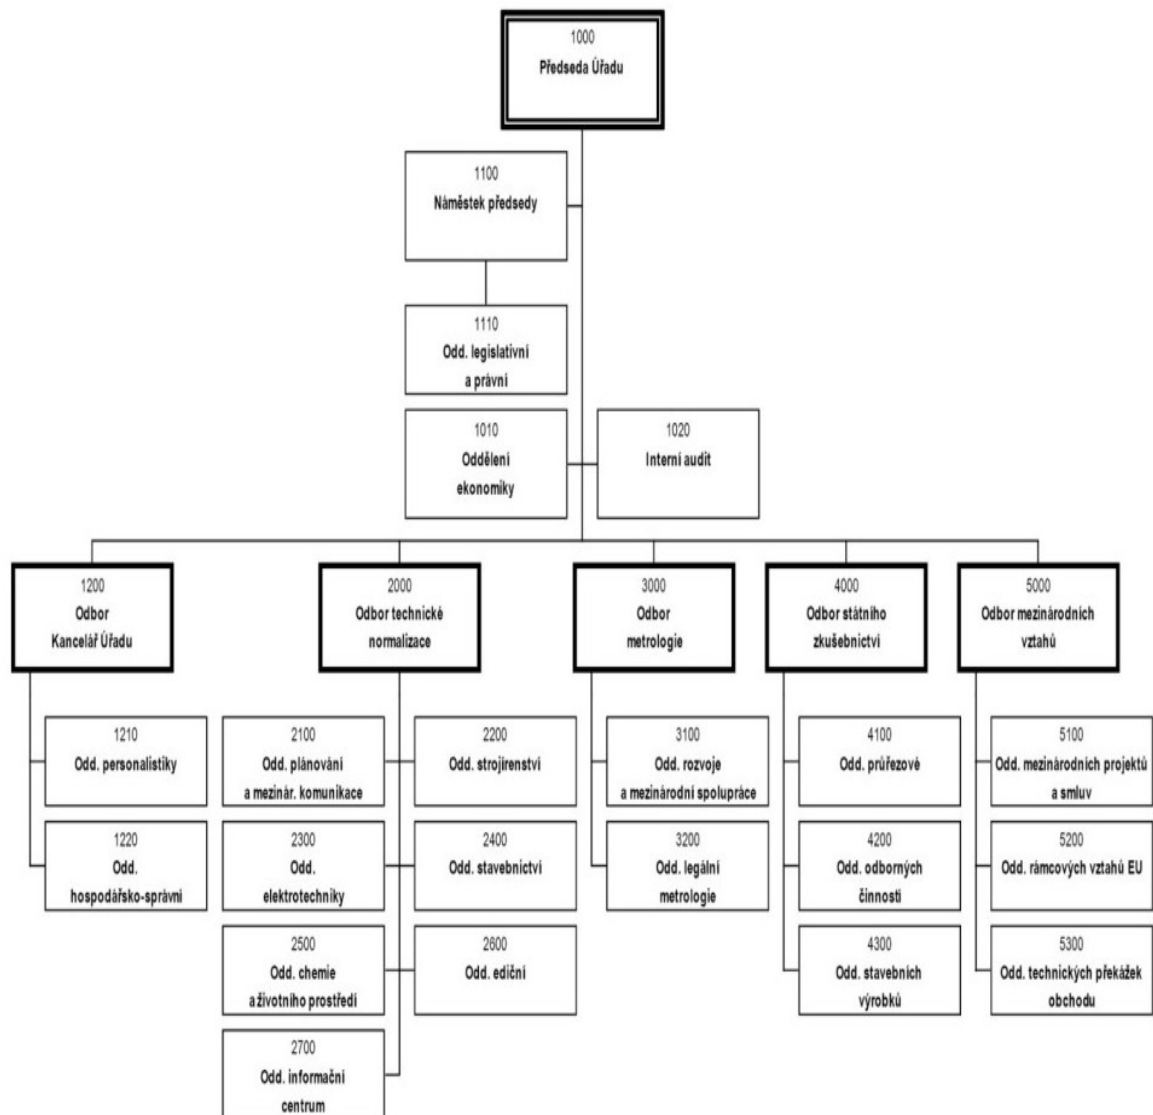 1000
Předseda Úřadu
1100
Náměstek předsedy
1110
Odd. legislativní
a právní
1010
Oddělení
ekonomiky
1020
Interní audit
1200
Odbor
Kancelář Úřadu
2000
Odbor technické
normalizace
3000
Odbor
metrologie
4000
Odbor státního
zkušebnictví
5000
Odbor mezinárodních
vztahů
1210
Odd. personalistiky
2100
Odd. plánování
a mezinár. komunikace
2200
Odd. strojírenství
3100
Odd. rozvoje
a mezinárodní spolupráce
4100
Odd. průřezové
5100
Odd. mezinárodních projektů
a smluv
1220
Odd.
hospodářsko-správní
2300
Odd.
elektrotechniky
2400
Odd. stavebnictví
3200
Odd. legální
metrologie
4200
Odd. odborných
činností
5200
Odd. rámcových vztahů EU
2500
Odd. chemie
a životního prostředí
2600
Odd. ediční
4300
Odd. stavebních
výrobků
5300
Odd. technických překážek
obchodu
2700
Odd. informační
centrum